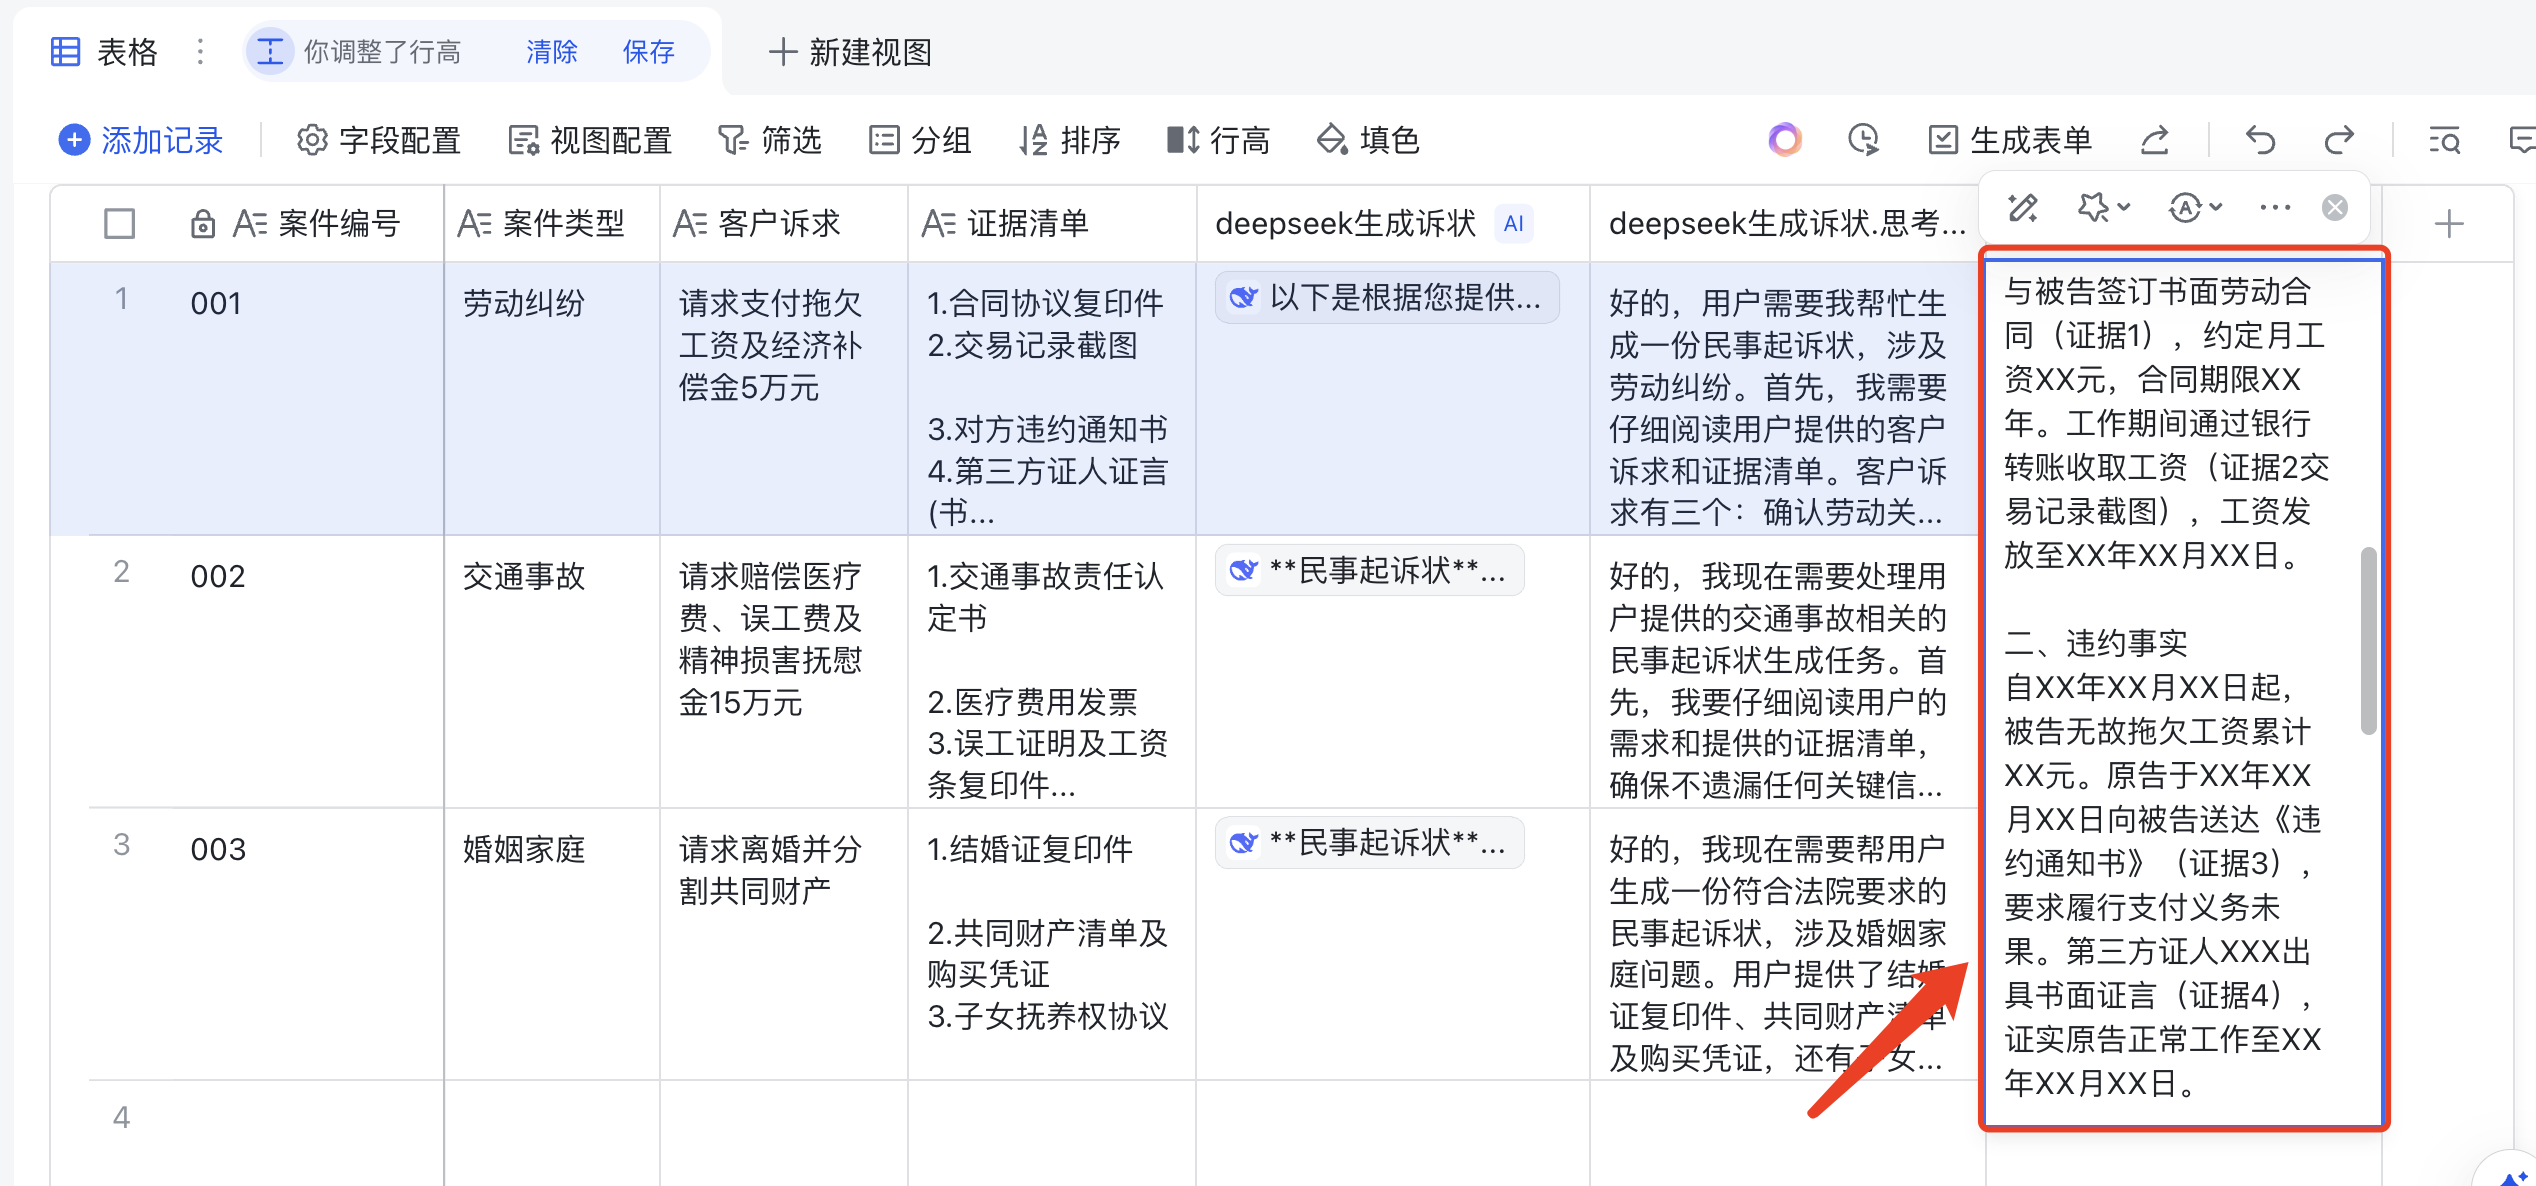 表格
你调整了行高
清除
保存
新建视图
添加记录
字段配置
视图配置
筛选
分组
排序
行高
填色
生成表单
案件编号
案件类型
客户诉求
证据清单
deepseek生成诉状 AI
deepseek生成诉状.思考...
1
001
劳动纠纷
请求支付拖欠
工资及经济补
偿金5万元
1.合同协议复印件
2.交易记录截图
3.对方违约通知书
4.第三方证人证言
(书...
以下是根据您提供...
好的，用户需要我帮忙生
成一份民事起诉状，涉及
劳动纠纷。首先，我需要
仔细阅读用户提供的客户
诉求和证据清单。客户诉
求有三个：确认劳动关...
2
002
交通事故
请求赔偿医疗
费、误工费及
精神损害抚慰
金15万元
1.交通事故责任认
定书
2.医疗费用发票
3.误工证明及工资
条复印件...
**民事起诉状**...
好的，我现在需要处理用
户提供的交通事故相关的
民事起诉状生成任务。首
先，我要仔细阅读用户的
需求和提供的证据清单，
确保不遗漏任何关键信...
3
003
婚姻家庭
请求离婚并分
割共同财产
1.结婚证复印件
2.共同财产清单及
购买凭证
3.子女抚养权协议
**民事起诉状**...
好的，我现在需要帮用户
生成一份符合法院要求的
民事起诉状，涉及婚姻家
庭问题。用户提供了结婚
证复印件、共同财产清单
及购买凭证，还有子女...
4
与被告签订书面劳动合
同（证据1），约定月工
资XX元，合同期限XX
年。工作期间通过银行
转账收取工资（证据2交
易记录截图），工资发
放至XX年XX月XX日。
二、违约事实
自XX年XX月XX日起，
被告无故拖欠工资累计
XX元。原告于XX年XX
月XX日向被告送达《违
约通知书》（证据3），
要求履行支付义务未
果。第三方证人XXX出
具书面证言（证据4），
证实原告正常工作至XX
年XX月XX日。